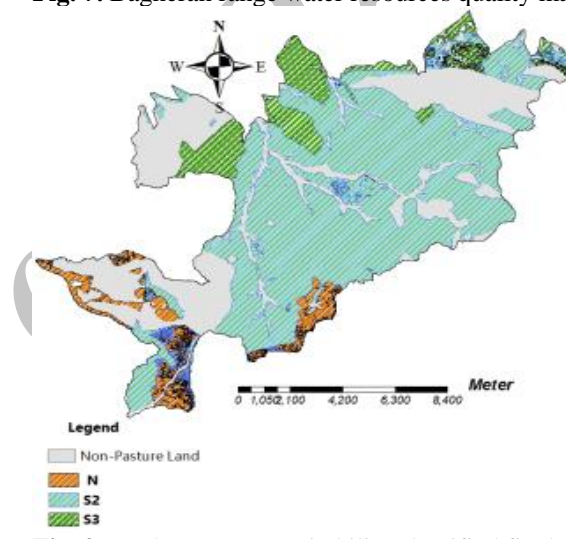 N
W E
S
Meter
0 1,050 2,100 4,200 6,300 8,400
Legend
Non-Pasture Land
N
S2
S3